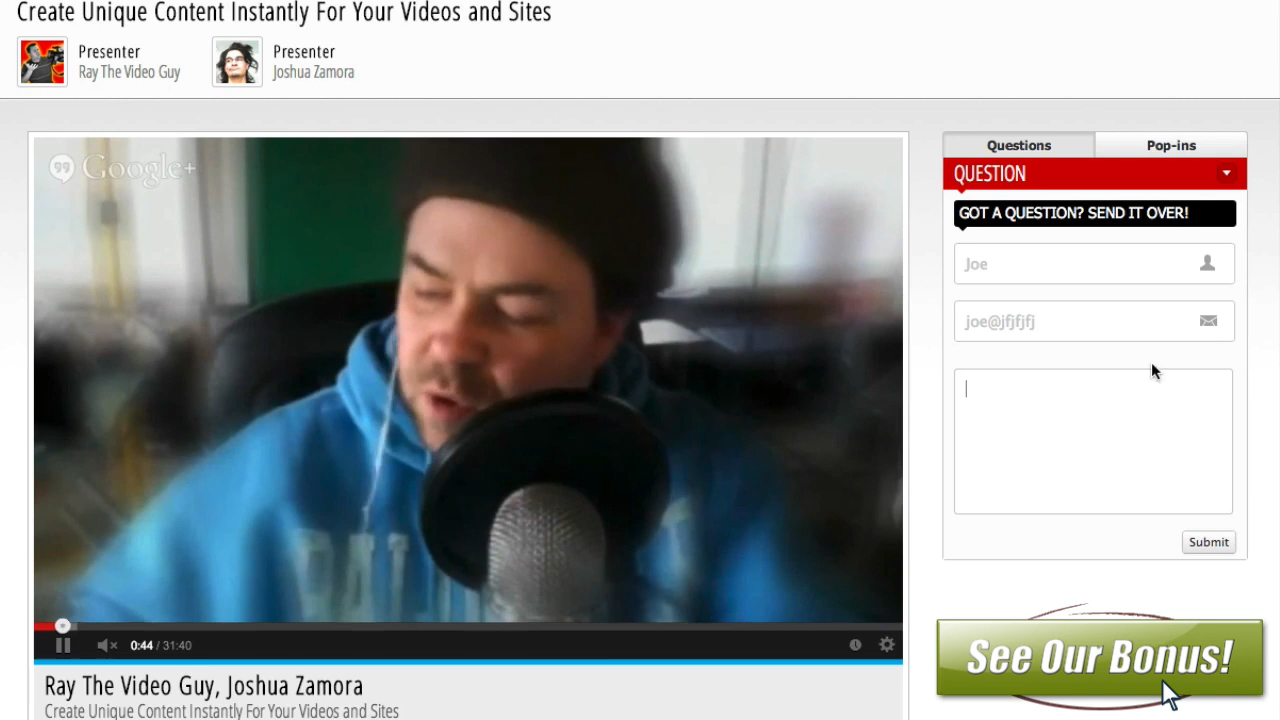 Create Unique Content Instantly For Your Videos and Sites
Presenter
Ray The Video Guy
Presenter
Joshua Zamora
Google+
0:44 / 31:40
Ray The Video Guy, Joshua Zamora
Create Unique Content Instantly For Your Videos and Sites
Questions
Pop-ins
QUESTION
GOT A QUESTION? SEND IT OVER!
Joe
joe@jfjfjfj
Submit
See Our Bonus!